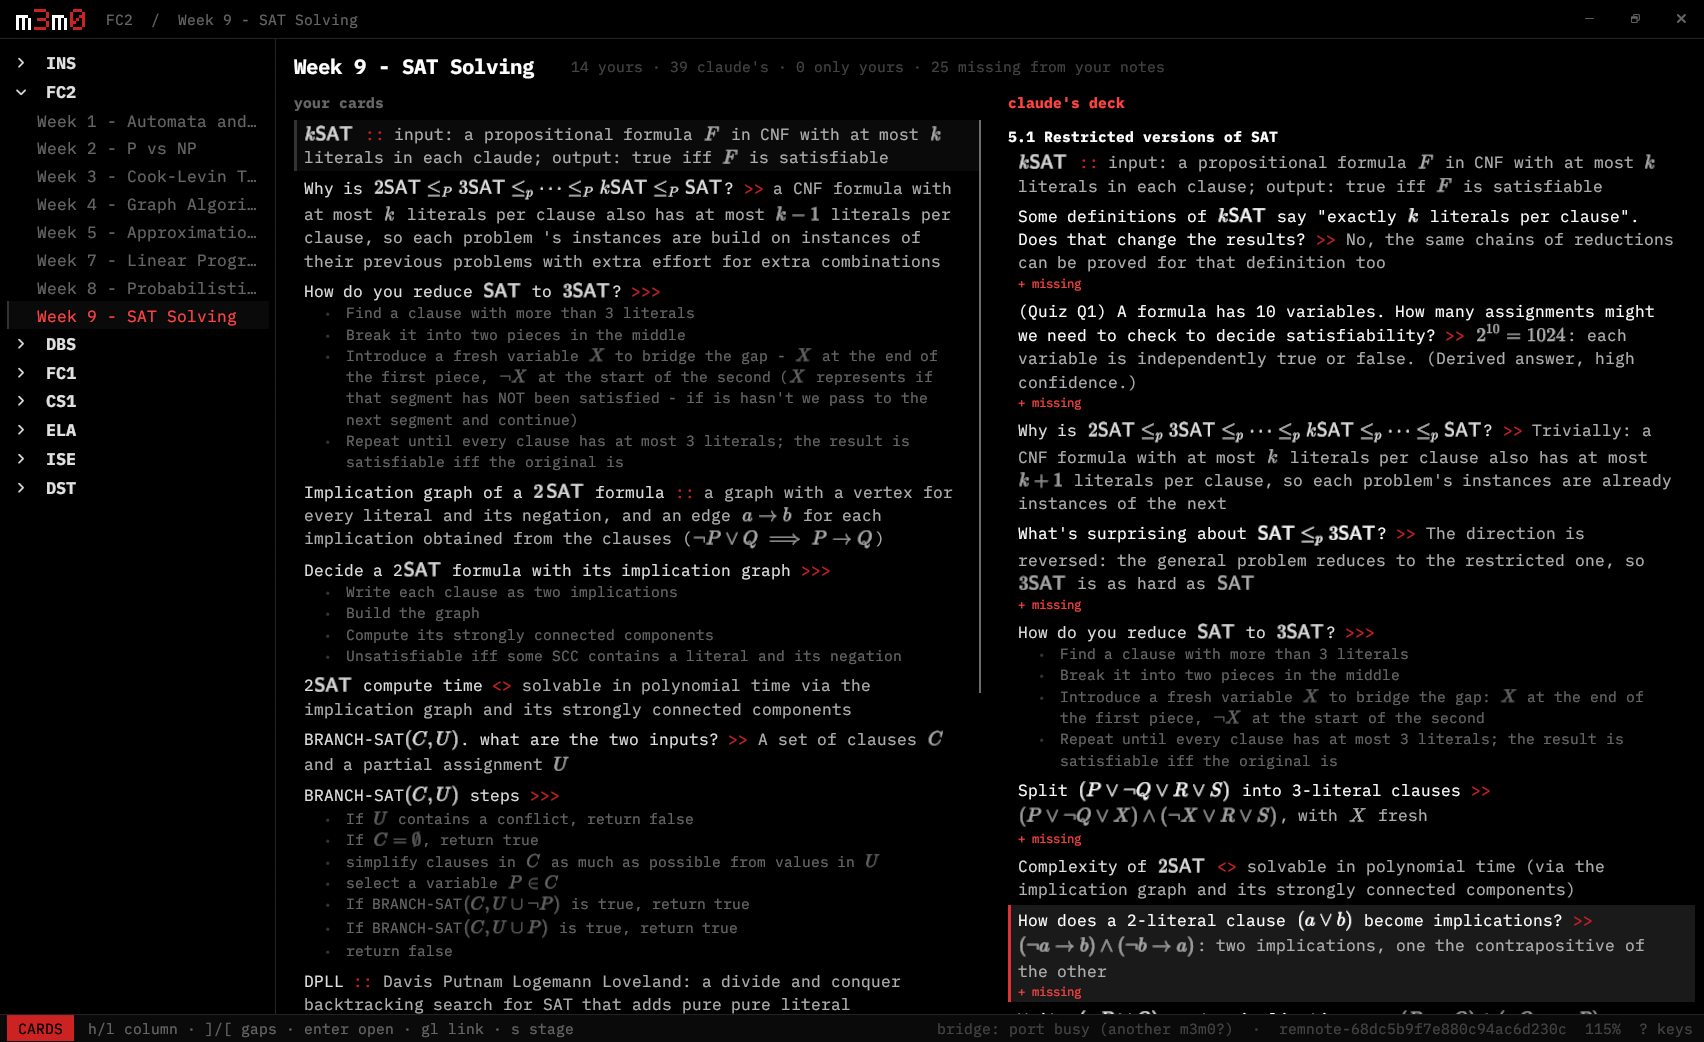 m3m0 FC2 / Week 9 - SAT Solving
INS
FC2
Week 1 - Automata and…
Week 2 - P vs NP
Week 3 - Cook-Levin T…
Week 4 - Graph Algori…
Week 5 - Approximatio…
Week 7 - Linear Progr…
Week 8 - Probabilisti…
Week 9 - SAT Solving
DBS
FC1
CS1
ELA
ISE
DST
Week 9 - SAT Solving 14 yours · 39 claude's · 0 only yours · 25 missing from your notes
your cards
kSAT :: input: a propositional formula F in CNF with at most k
literals in each claude; output: true iff F is satisfiable
Why is 2SAT ≤P 3SAT ≤p ··· ≤P kSAT ≤P SAT? >> a CNF formula with
at most k literals per clause also has at most k − 1 literals per
clause, so each problem 's instances are build on instances of
their previous problems with extra effort for extra combinations
How do you reduce SAT to 3SAT? >>>
· Find a clause with more than 3 literals
· Break it into two pieces in the middle
· Introduce a fresh variable X to bridge the gap - X at the end of
the first piece, ¬X at the start of the second (X represents if
that segment has NOT been satisfied - if is hasn't we pass to the
next segment and continue)
· Repeat until every clause has at most 3 literals; the result is
satisfiable iff the original is
Implication graph of a 2SAT formula :: a graph with a vertex for
every literal and its negation, and an edge a → b for each
implication obtained from the clauses (¬P ∨ Q ⟹ P → Q)
Decide a 2SAT formula with its implication graph >>>
· Write each clause as two implications
· Build the graph
· Compute its strongly connected components
· Unsatisfiable iff some SCC contains a literal and its negation
2SAT compute time <> solvable in polynomial time via the
implication graph and its strongly connected components
BRANCH-SAT(C, U). what are the two inputs? >> A set of clauses C
and a partial assignment U
BRANCH-SAT(C, U) steps >>>
· If U contains a conflict, return false
· If C = ∅, return true
· simplify clauses in C as much as possible from values in U
· select a variable P ∈ C
· If BRANCH-SAT(C, U ∪ ¬P) is true, return true
· If BRANCH-SAT(C, U ∪ P) is true, return true
· return false
DPLL :: Davis Putnam Logemann Loveland: a divide and conquer
backtracking search for SAT that adds pure pure literal
claude's deck
5.1 Restricted versions of SAT
kSAT :: input: a propositional formula F in CNF with at most k
literals in each clause; output: true iff F is satisfiable
Some definitions of kSAT say "exactly k literals per clause".
Does that change the results? >> No, the same chains of reductions
can be proved for that definition too
+ missing
(Quiz Q1) A formula has 10 variables. How many assignments might
we need to check to decide satisfiability? >> 2^10 = 1024: each
variable is independently true or false. (Derived answer, high
confidence.)
+ missing
Why is 2SAT ≤p 3SAT ≤p ··· ≤p kSAT ≤p ··· ≤p SAT? >> Trivially: a
CNF formula with at most k literals per clause also has at most
k + 1 literals per clause, so each problem's instances are already
instances of the next
What's surprising about SAT ≤p 3SAT? >> The direction is
reversed: the general problem reduces to the restricted one, so
3SAT is as hard as SAT
+ missing
How do you reduce SAT to 3SAT? >>>
· Find a clause with more than 3 literals
· Break it into two pieces in the middle
· Introduce a fresh variable X to bridge the gap: X at the end of
the first piece, ¬X at the start of the second
· Repeat until every clause has at most 3 literals; the result is
satisfiable iff the original is
Split (P ∨ ¬Q ∨ R ∨ S) into 3-literal clauses >>
(P ∨ ¬Q ∨ X) ∧ (¬X ∨ R ∨ S), with X fresh
+ missing
Complexity of 2SAT <> solvable in polynomial time (via the
implication graph and its strongly connected components)
How does a 2-literal clause (a ∨ b) become implications? >>
(¬a → b) ∧ (¬b → a): two implications, one the contrapositive of
the other
+ missing
CARDS h/l column · ]/[ gaps · enter open · gl link · s stage
bridge: port busy (another m3m0?) · remnote-68dc5b9f7e880c94ac6d230c 115% ? keys